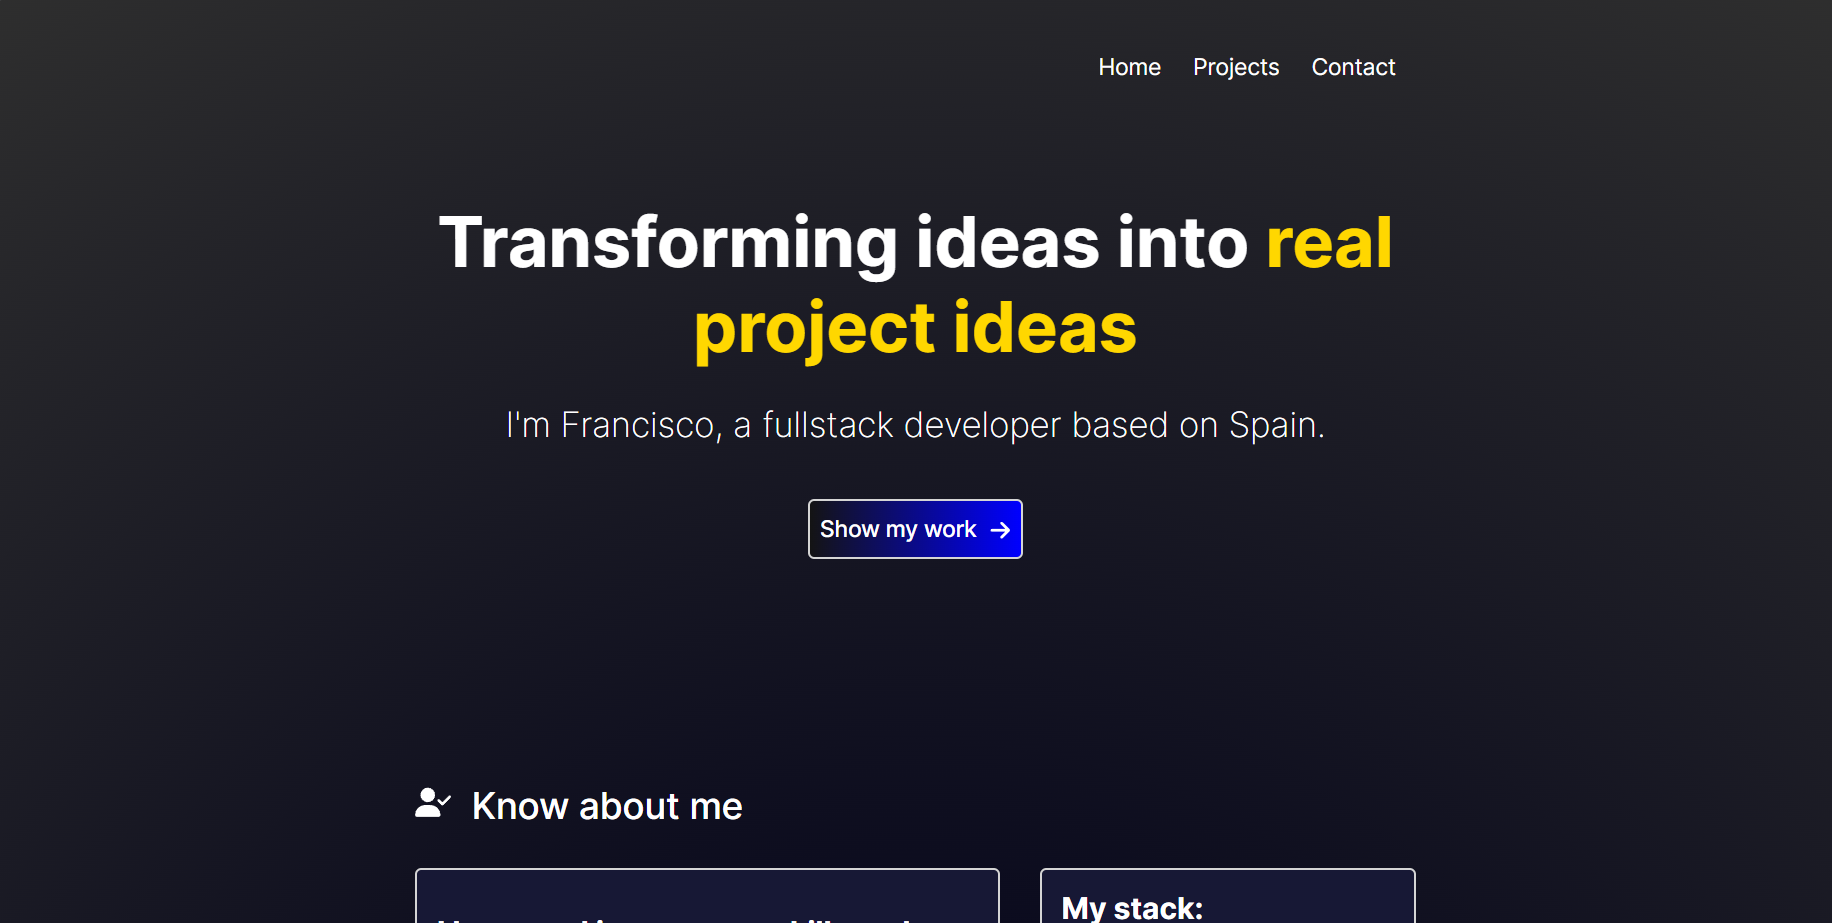 Home Projects Contact
Transforming ideas into real
project ideas
I'm Francisco, a fullstack developer based on Spain.
Show my work
Know about me
My stack: